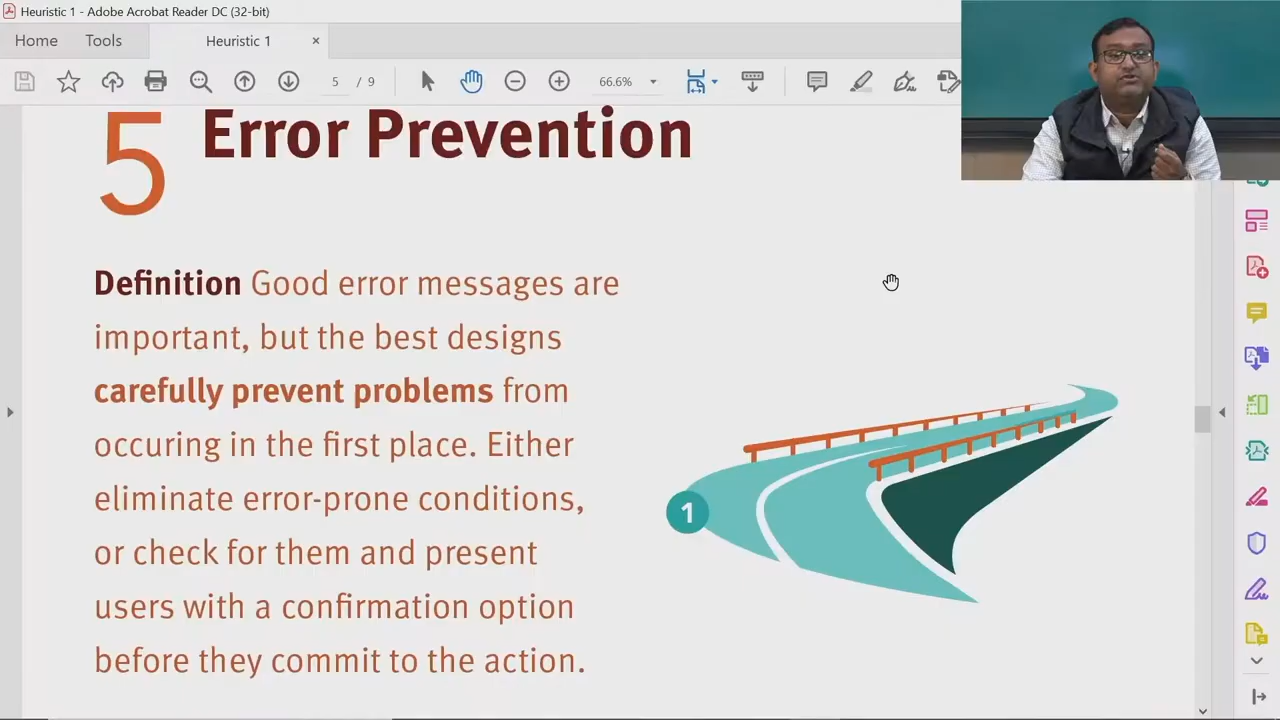 Heuristic 1 - Adobe Acrobat Reader DC (32-bit)
Home Tools Heuristic 1 ×
5 / 9 66.6%
5 Error Prevention
Definition Good error messages are
important, but the best designs
carefully prevent problems from
occuring in the first place. Either
eliminate error-prone conditions,
or check for them and present
users with a confirmation option
before they commit to the action.
1